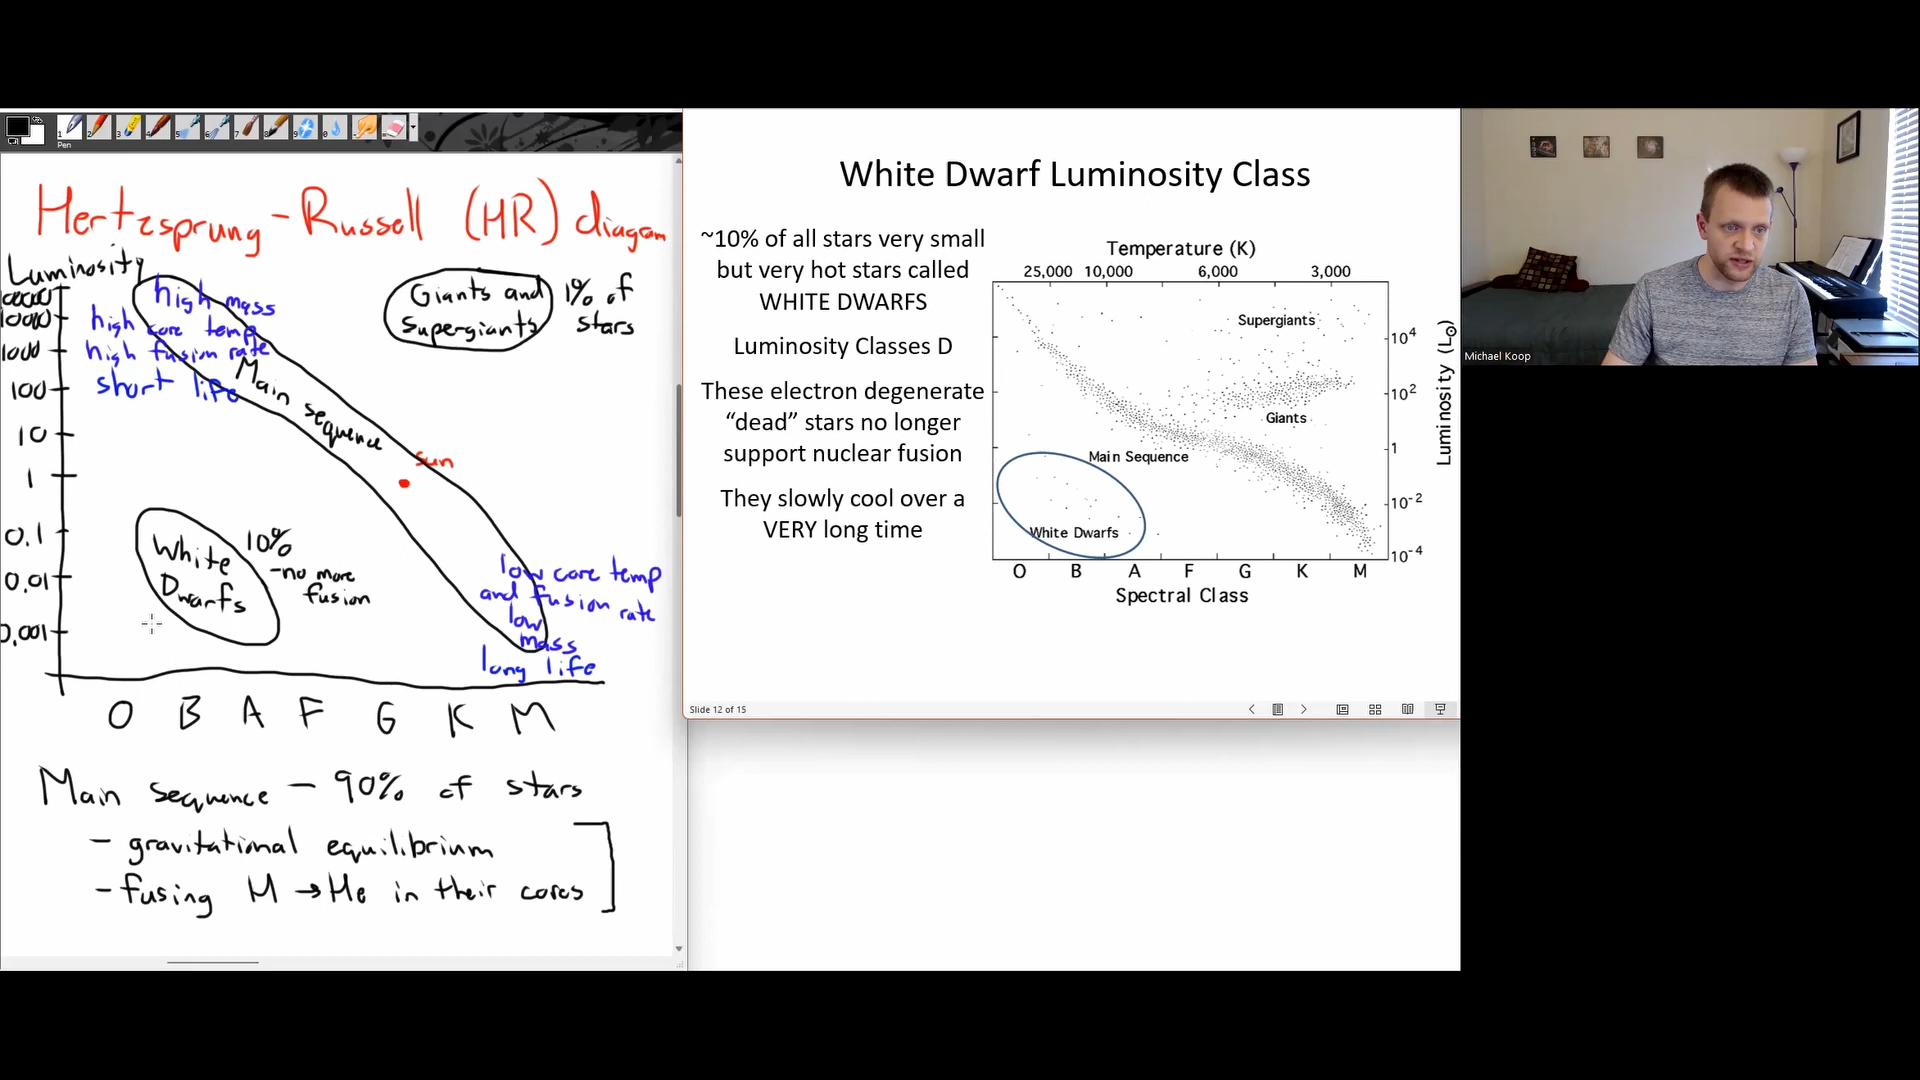 Pen
Hertzsprung - Russell (HR) diagram
Luminosity
10000
1000
100
10
1
0.1
0.01
0.001
high mass
high core temp
high fusion rate
short life
Main sequence
Giants and
Supergiants
1% of
stars
sun
White
Dwarfs
10%
-no more
fusion
low core temp
and fusion rate
low
mass
long life
O B A F G K M
Main sequence - 90% of stars
- gravitational equilibrium
- fusing H → He in their cores
White Dwarf Luminosity Class
~10% of all stars very small
but very hot stars called
WHITE DWARFS
Luminosity Classes D
These electron degenerate
“dead” stars no longer
support nuclear fusion
They slowly cool over a
VERY long time
Temperature (K)
25,000 10,000 6,000 3,000
Supergiants
Giants
Main Sequence
White Dwarfs
10⁴
10²
1
10⁻²
10⁻⁴
Luminosity (L☉)
O B A F G K M
Spectral Class
Slide 12 of 15
Michael Koop